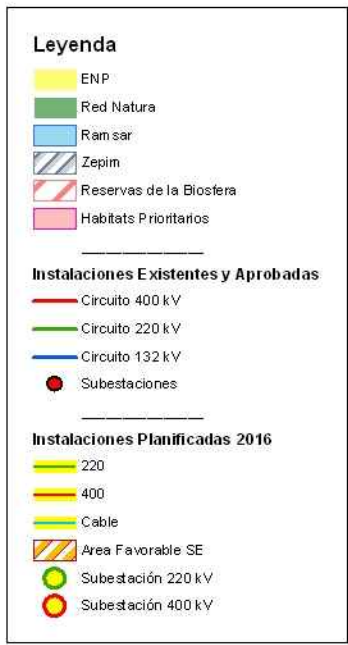 Leyenda
ENP
Red Natura
Ramsar
Zepim
Reservas de la Biosfera
Habitats Prioritarios
Instalaciones Existentes y Aprobadas
Circuito 400 kV
Circuito 220 kV
Circuito 132 kV
Subestaciones
Instalaciones Planificadas 2016
220
400
Cable
Area Favorable SE
Subestación 220 kV
Subestación 400 kV